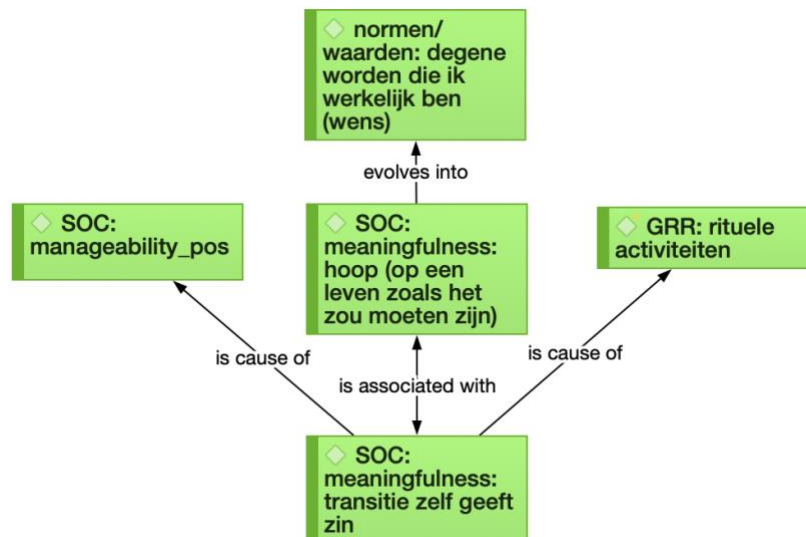 normen/
waarden: degene
worden die ik
werkelijk ben
(wens)
evolves into
SOC:
manageability_pos
SOC:
meaningfulness:
hoop (op een
leven zoals het
zou moeten zijn)
GRR: rituele
activiteiten
is cause of
is associated with
is cause of
SOC:
meaningfulness:
transitie zelf geeft
zin